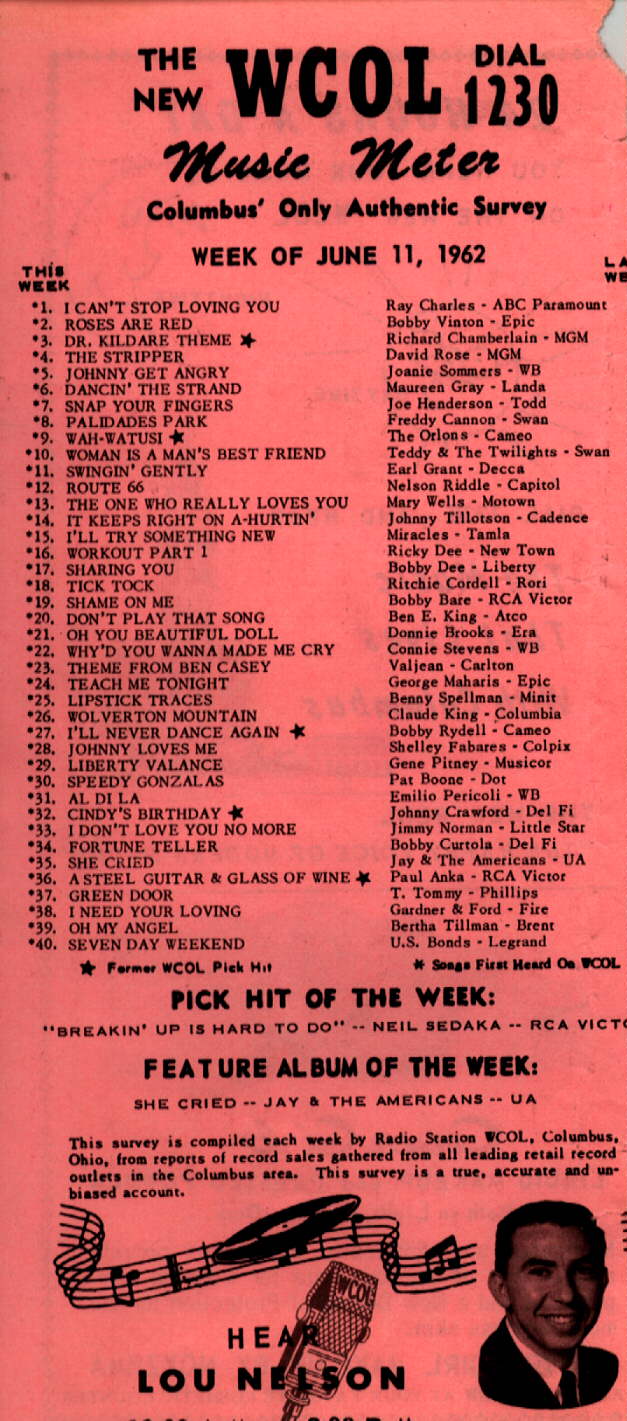 THE NEW WCOL DIAL 1230
Music Meter
Columbus' Only Authentic Survey
WEEK OF JUNE 11, 1962
THIS WEEK
*1. I CAN'T STOP LOVING YOU Ray Charles - ABC Paramount
*2. ROSES ARE RED Bobby Vinton - Epic
*3. DR. KILDARE THEME ★ Richard Chamberlain - MGM
*4. THE STRIPPER David Rose - MGM
*5. JOHNNY GET ANGRY Joanie Sommers - WB
*6. DANCIN' THE STRAND Maureen Gray - Landa
*7. SNAP YOUR FINGERS Joe Henderson - Todd
*8. PALIDADES PARK Freddy Cannon - Swan
*9. WAH-WATUSI ★ The Orlons - Cameo
*10. WOMAN IS A MAN'S BEST FRIEND Teddy & The Twilights - Swan
*11. SWINGIN' GENTLY Earl Grant - Decca
*12. ROUTE 66 Nelson Riddle - Capitol
*13. THE ONE WHO REALLY LOVES YOU Mary Wells - Motown
*14. IT KEEPS RIGHT ON A-HURTIN' Johnny Tillotson - Cadence
*15. I'LL TRY SOMETHING NEW Miracles - Tamla
*16. WORKOUT PART 1 Ricky Dee - New Town
*17. SHARING YOU Bobby Dee - Liberty
*18. TICK TOCK Ritchie Cordell - Rori
*19. SHAME ON ME Bobby Bare - RCA Victor
*20. DON'T PLAY THAT SONG Ben E. King - Atco
*21. OH YOU BEAUTIFUL DOLL Donnie Brooks - Era
*22. WHY'D YOU WANNA MADE ME CRY Connie Stevens - WB
*23. THEME FROM BEN CASEY Valjean - Carlton
*24. TEACH ME TONIGHT George Maharis - Epic
*25. LIPSTICK TRACES Benny Spellman - Minit
*26. WOLVERTON MOUNTAIN Claude King - Columbia
*27. I'LL NEVER DANCE AGAIN ★ Bobby Rydell - Cameo
*28. JOHNNY LOVES ME Shelley Fabares - Colpix
*29. LIBERTY VALANCE Gene Pitney - Musicor
*30. SPEEDY GONZALAS Pat Boone - Dot
*31. AL DI LA Emilio Pericoli - WB
*32. CINDY'S BIRTHDAY ★ Johnny Crawford - Del Fi
*33. I DON'T LOVE YOU NO MORE Jimmy Norman - Little Star
*34. FORTUNE TELLER Bobby Curtola - Del Fi
*35. SHE CRIED Jay & The Americans - UA
*36. A STEEL GUITAR & GLASS OF WINE ★ Paul Anka - RCA Victor
*37. GREEN DOOR T. Tommy - Phillips
*38. I NEED YOUR LOVING Gardner & Ford - Fire
*39. OH MY ANGEL Bertha Tillman - Brent
*40. SEVEN DAY WEEKEND U.S. Bonds - Legrand
★ Former WCOL Pick Hit * Songs First Heard On WCOL
PICK HIT OF THE WEEK:
"BREAKIN' UP IS HARD TO DO" -- NEIL SEDAKA -- RCA VICTO
FEATURE ALBUM OF THE WEEK:
SHE CRIED -- JAY & THE AMERICANS -- UA
This survey is compiled each week by Radio Station WCOL, Columbus,
Ohio, from reports of record sales gathered from all leading retail record
outlets in the Columbus area. This survey is a true, accurate and un-
biased account.
WCOL
HEAR
LOU NELSON